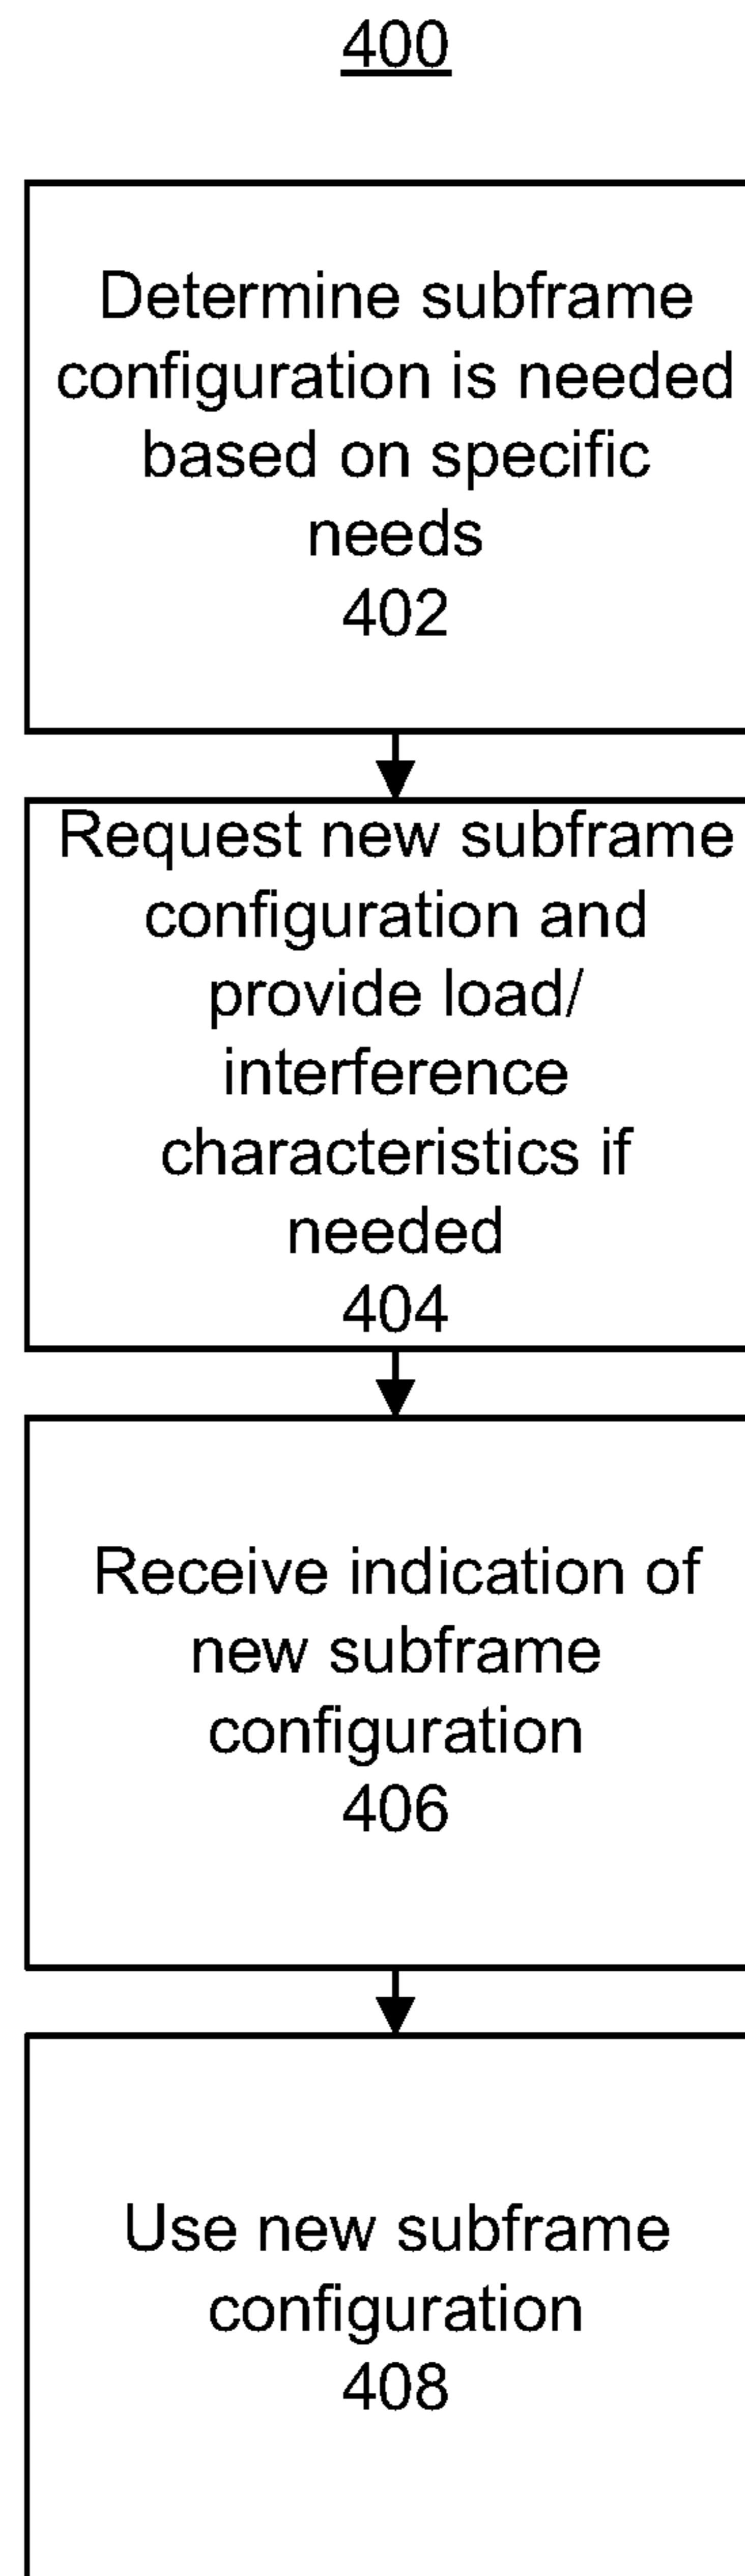 400
Determine subframe
configuration is needed
based on specific
needs
402
Request new subframe
configuration and
provide load/
interference
characteristics if
needed
404
Receive indication of
new subframe
configuration
406
Use new subframe
configuration
408